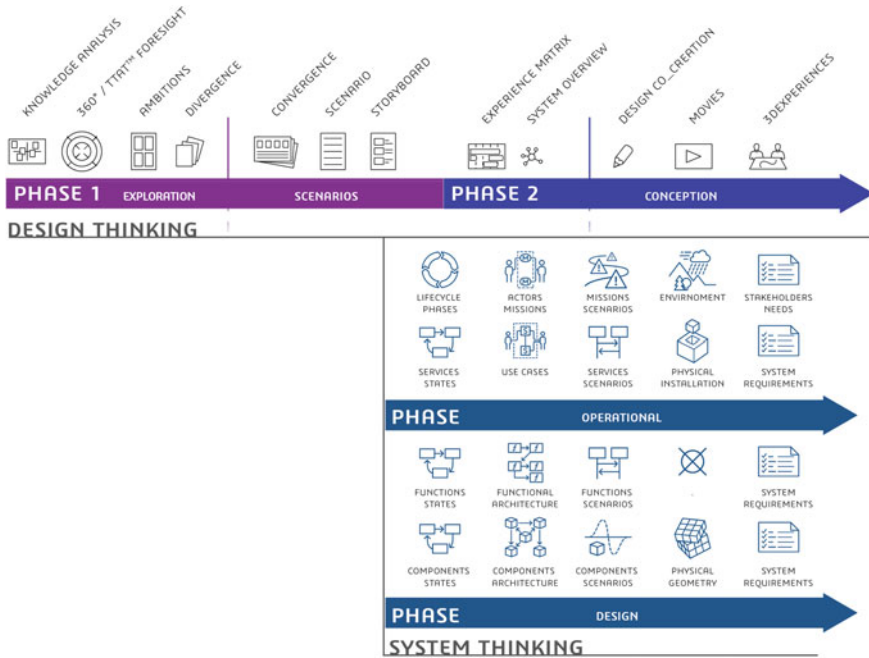 KNOWLEDGE ANALYSIS
360° / TTAT™ FORESIGHT
AMBITIONS
DIVERGENCE
CONVERGENCE
SCENARIO
STORYBOARD
EXPERIENCE MATRIX
SYSTEM OVERVIEW
DESIGN CO_CREATION
MOVIES
3DEXPERIENCES
PHASE 1 EXPLORATION SCENARIOS PHASE 2 CONCEPTION
DESIGN THINKING
LIFECYCLE
PHASES
ACTORS
MISSIONS
MISSIONS
SCENARIOS
ENVIRNOMENT
STAKEHOLDERS
NEEDS
SERVICES
STATES
USE CASES
SERVICES
SCENARIOS
PHYSICAL
INSTALLATION
SYSTEM
REQUIREMENTS
PHASE OPERATIONAL
FUNCTIONS
STATES
FUNCTIONAL
ARCHITECTURE
FUNCTIONS
SCENARIOS
SYSTEM
REQUIREMENTS
COMPONENTS
STATES
COMPONENTS
ARCHITECTURE
COMPONENTS
SCENARIOS
PHYSICAL
GEOMETRY
SYSTEM
REQUIREMENTS
PHASE DESIGN
SYSTEM THINKING